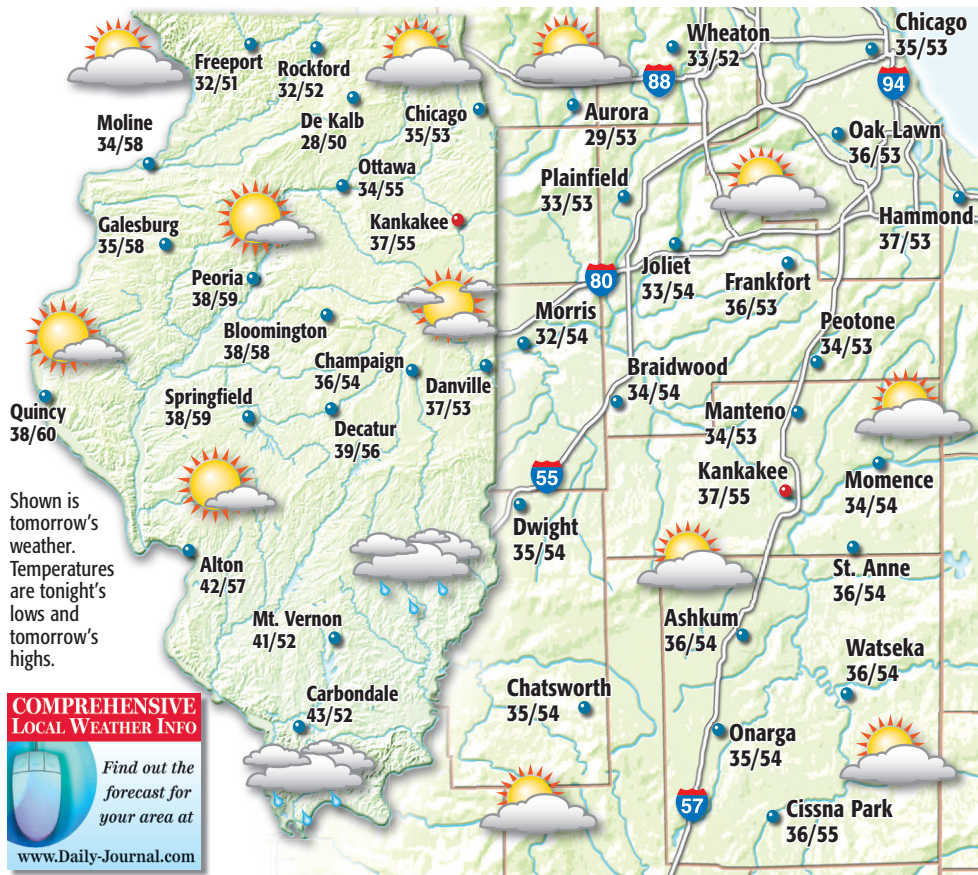 Freeport
32/51
Rockford
32/52
De Kalb
28/50
Chicago
35/53
Moline
34/58
Ottawa
34/55
Galesburg
35/58
Kankakee
37/55
Peoria
38/59
Bloomington
38/58
Champaign
36/54
Danville
37/53
Quincy
38/60
Springfield
38/59
Decatur
39/56
Shown is
tomorrow's
weather.
Temperatures
are tonight's
lows and
tomorrow's
highs.
Alton
42/57
Mt. Vernon
41/52
Carbondale
43/52
COMPREHENSIVE
LOCAL WEATHER INFO
Find out the
forecast for
your area at
www.Daily-Journal.com
Wheaton
33/52
Chicago
35/53
88
94
Aurora
29/53
Oak Lawn
36/53
Plainfield
33/53
Hammond
37/53
80
Joliet
33/54
Frankfort
36/53
Morris
32/54
Peotone
34/53
Braidwood
34/54
Manteno
34/53
55
Kankakee
37/55
Momence
34/54
Dwight
35/54
St. Anne
36/54
Ashkum
36/54
Watseka
36/54
Chatsworth
35/54
Onarga
35/54
57
Cissna Park
36/55